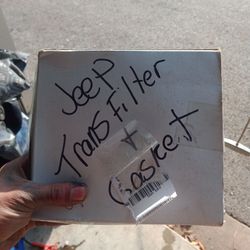 Jeep
Trans Filter
+
Gasket